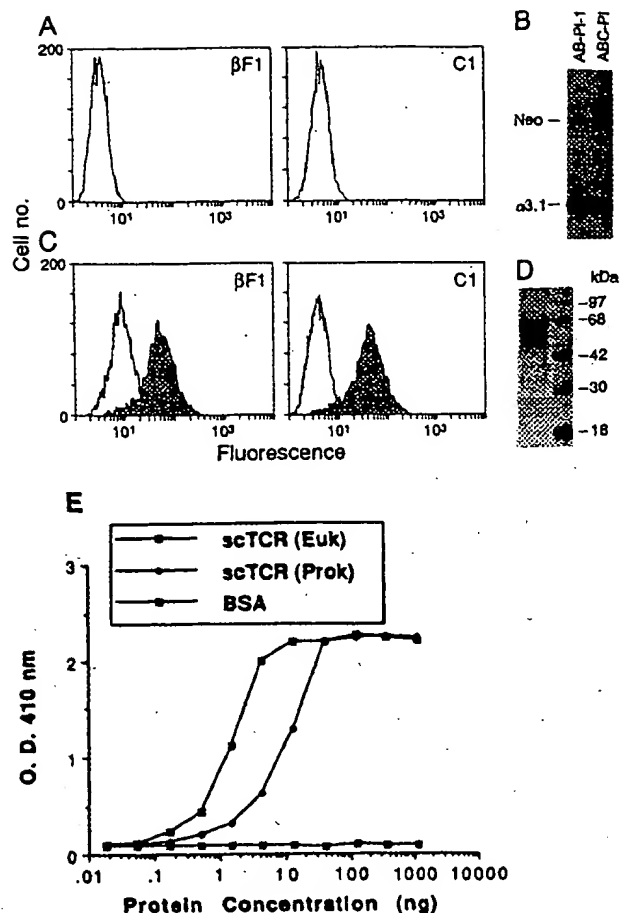 A
200
βF1
C1
0
10¹ 10³
10¹ 10³
B
AB-PI-1
ABC-PI
Neo –
α3.1 –
Cell no.
C
200
βF1
C1
0
10¹ 10³
10¹ 10³
Fluorescence
D
kDa
–97
–68
–42
–30
–18
E
scTCR (Euk)
scTCR (Prok)
BSA
3
2
1
0
O. D. 410 nm
.01 .1 1 10 100 1000 10000
Protein Concentration (ng)